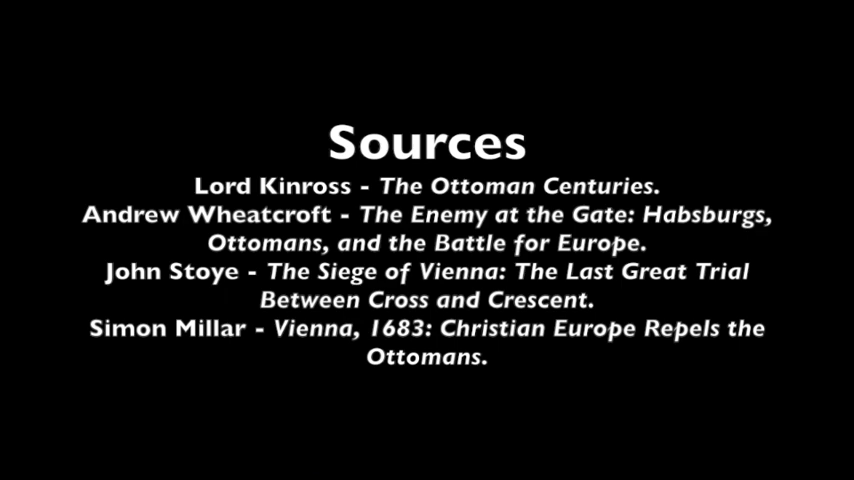 Sources
Lord Kinross - The Ottoman Centuries.
Andrew Wheatcroft - The Enemy at the Gate: Habsburgs,
Ottomans, and the Battle for Europe.
John Stoye - The Siege of Vienna: The Last Great Trial
Between Cross and Crescent.
Simon Millar - Vienna, 1683: Christian Europe Repels the
Ottomans.